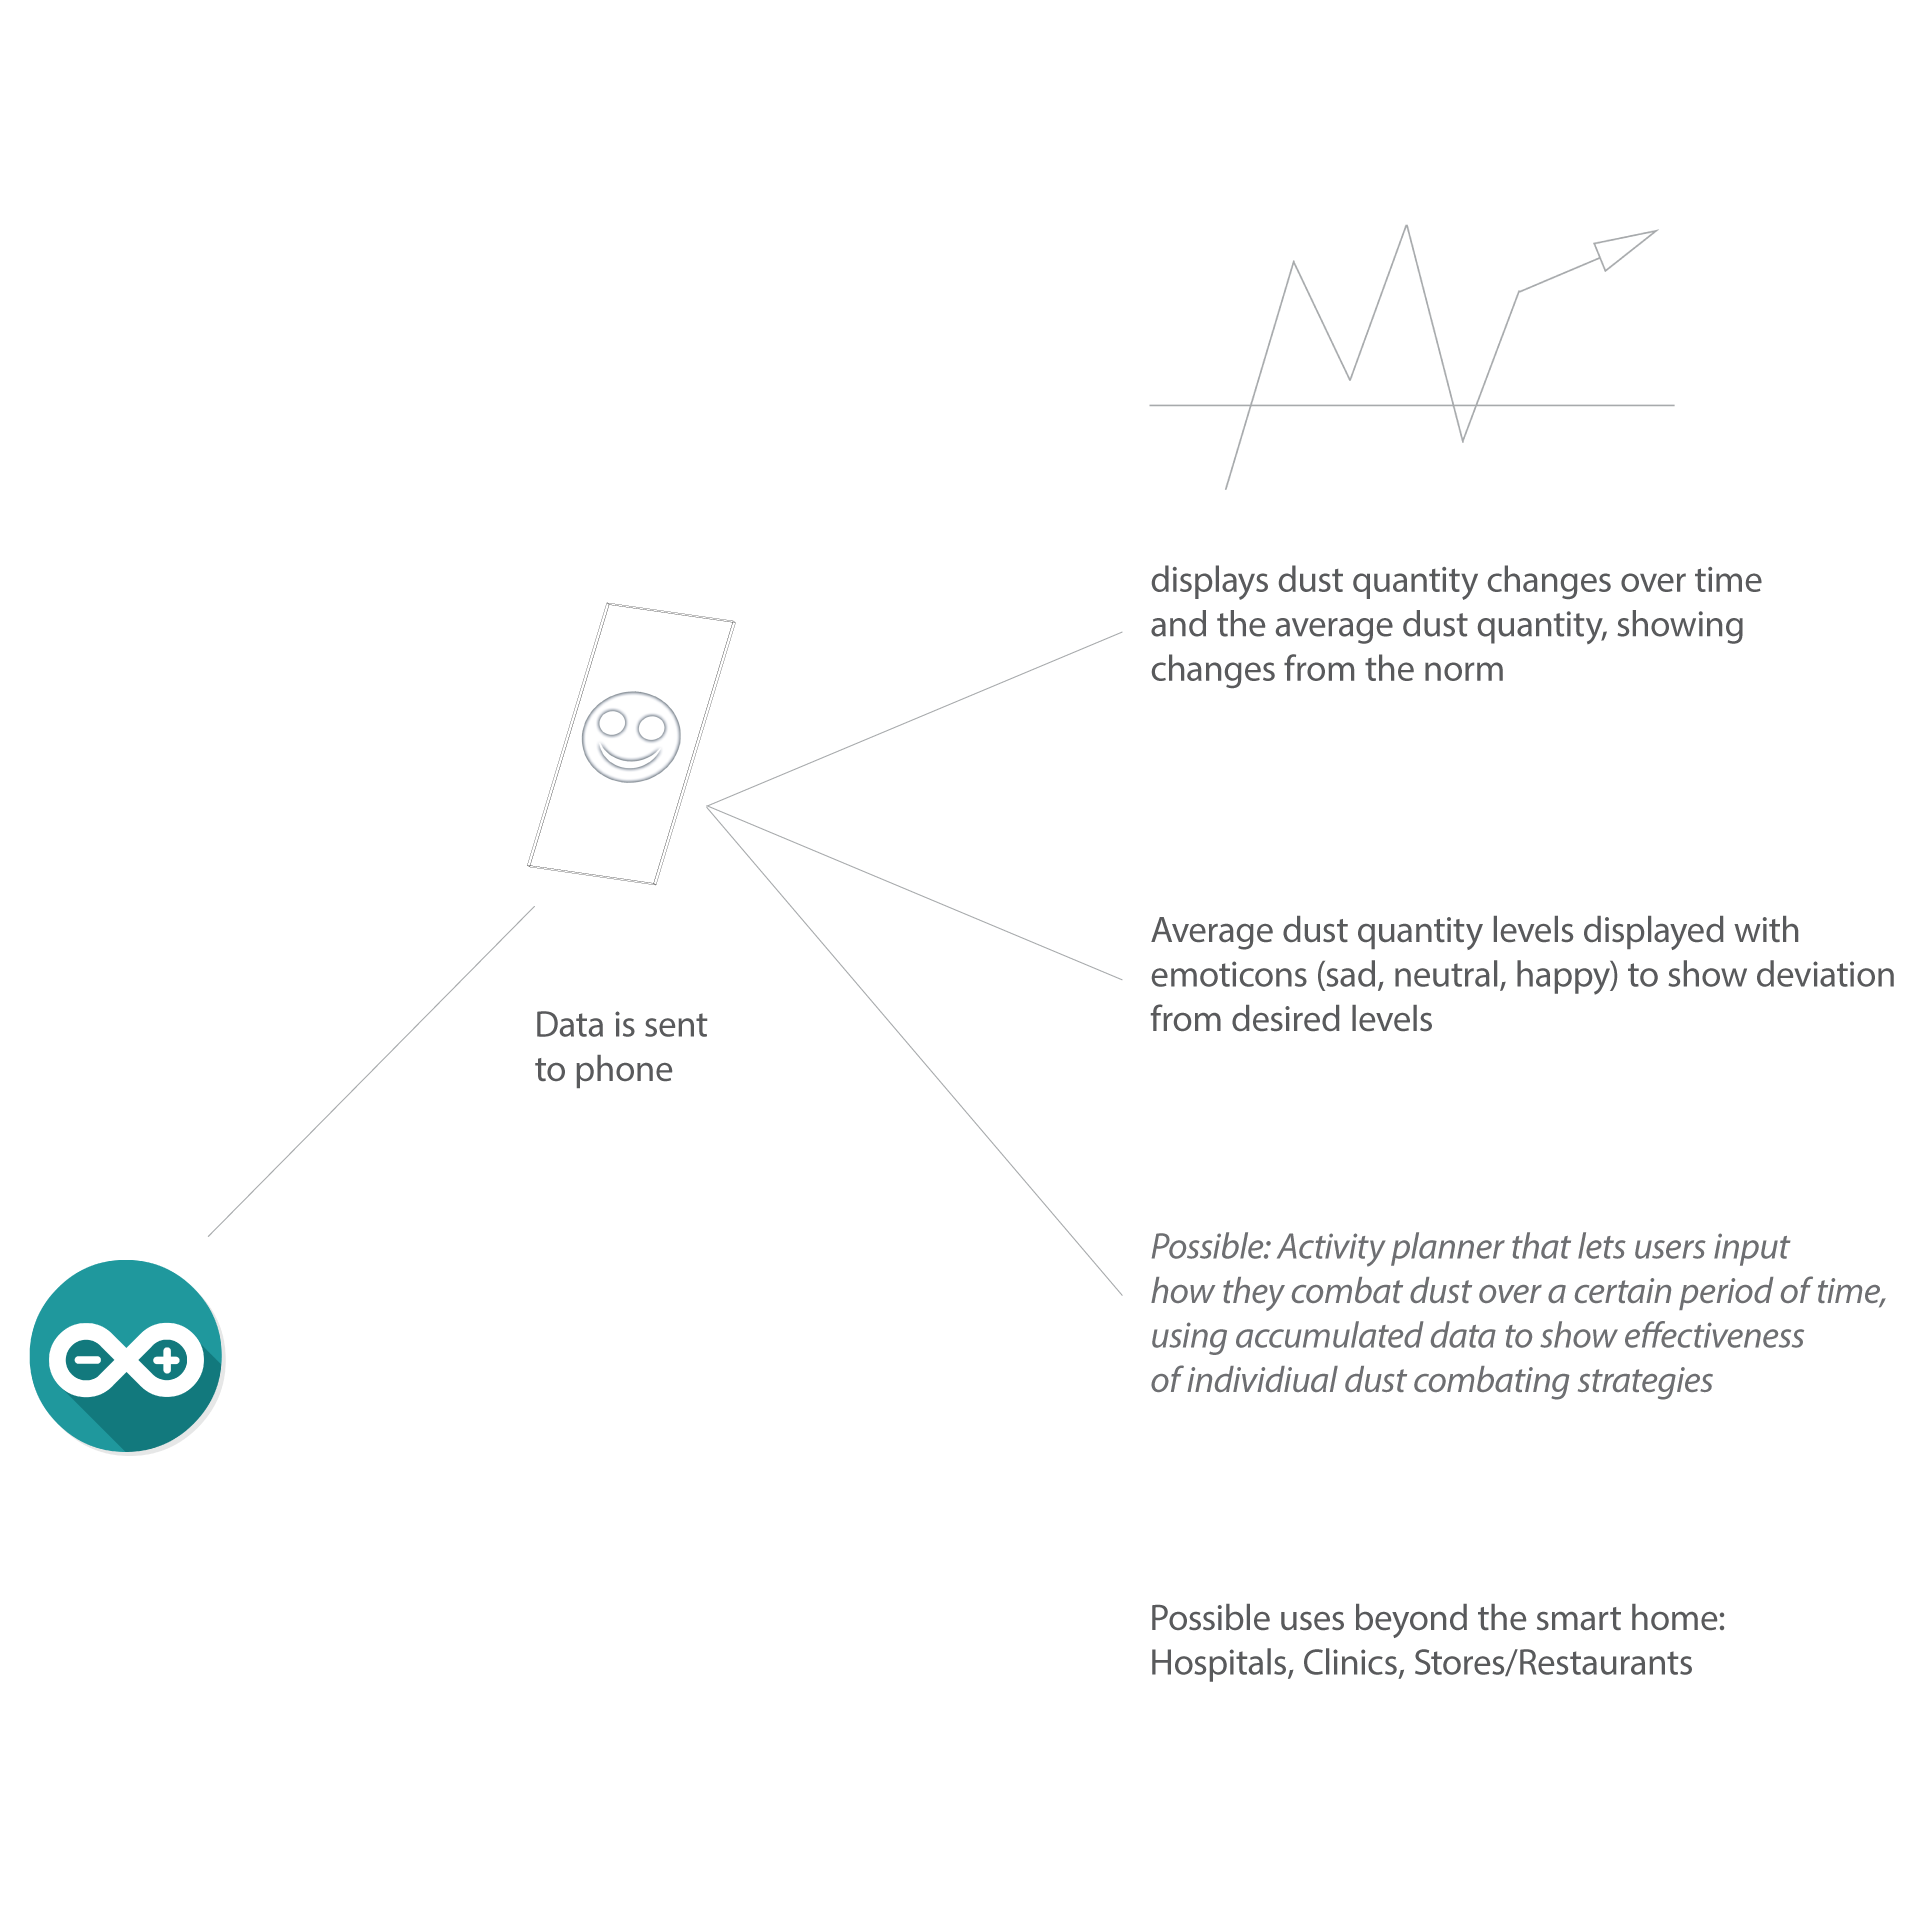 displays dust quantity changes over time
and the average dust quantity, showing
changes from the norm
Average dust quantity levels displayed with
emoticons (sad, neutral, happy) to show deviation
from desired levels
Data is sent
to phone
Possible: Activity planner that lets users input
how they combat dust over a certain period of time,
using accumulated data to show effectiveness
of individiual dust combating strategies
Possible uses beyond the smart home:
Hospitals, Clinics, Stores/Restaurants